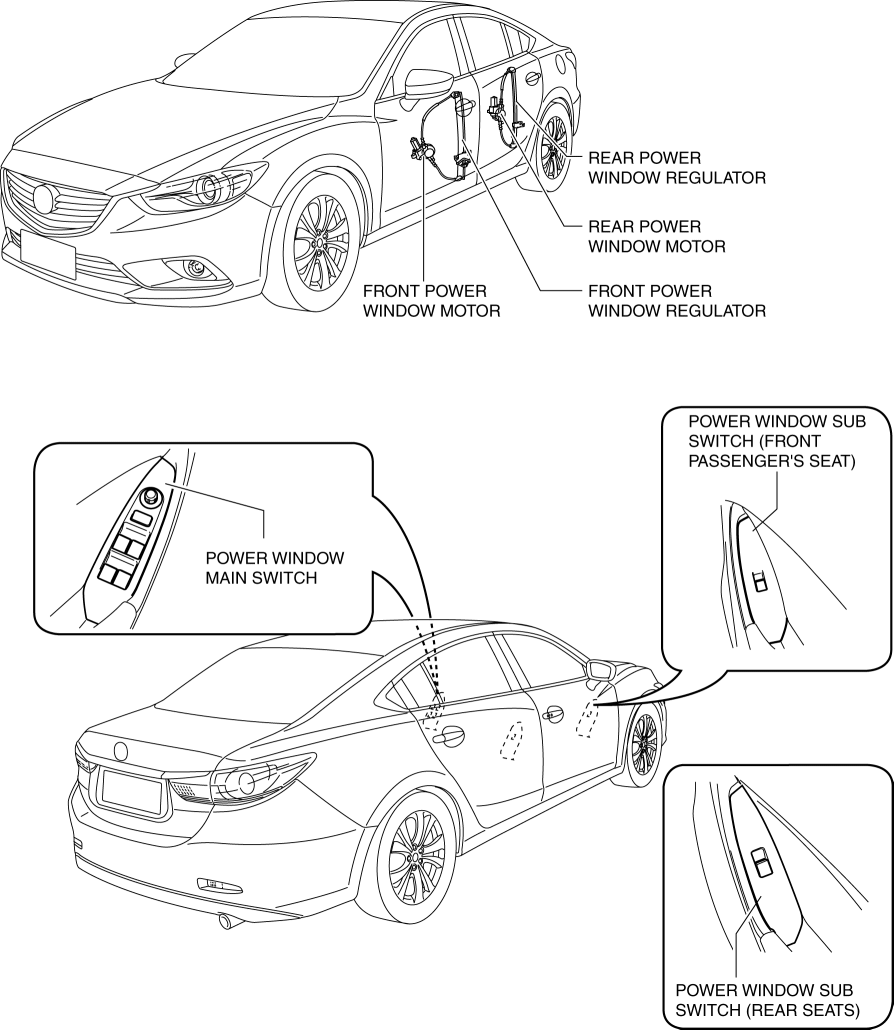 REAR POWER
WINDOW REGULATOR
REAR POWER
WINDOW MOTOR
FRONT POWER
WINDOW MOTOR
FRONT POWER
WINDOW REGULATOR
POWER WINDOW SUB
SWITCH (FRONT
PASSENGER'S SEAT)
POWER WINDOW
MAIN SWITCH
POWER WINDOW SUB
SWITCH (REAR SEATS)